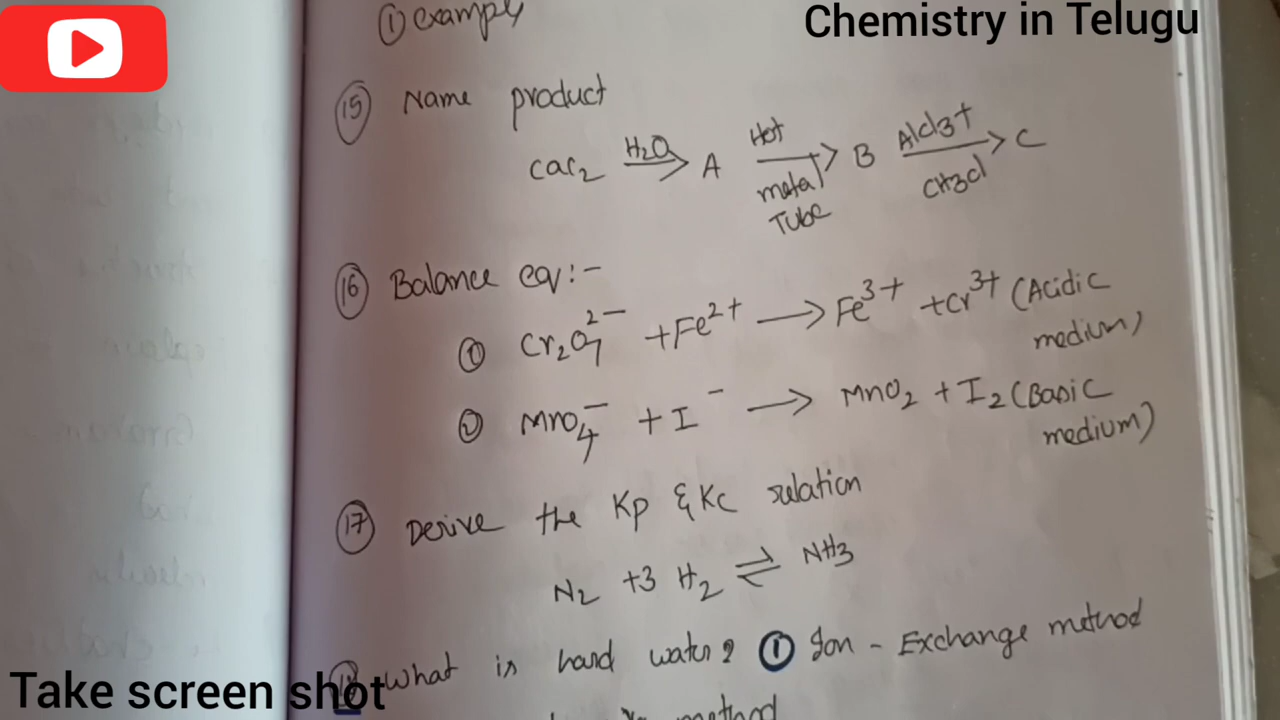 ① example
Chemistry in Telugu
⑮ Name product
CaC₂ H₂O → A Hot metal Tube → B AlCl3 + CH3Cl → C
⑯ Balance eq:-
① Cr₂O₇²⁻ + Fe²⁺ → Fe³⁺ + Cr³⁺ (Acidic
medium)
② MnO₄⁻ + I⁻ → MnO₂ + I₂ (Basic
medium)
⑰ Derive the Kp & Kc relation
N₂ + 3 H₂ ⇌ NH3
What is hard water? ① Ion - Exchange method
method
Take screen shot